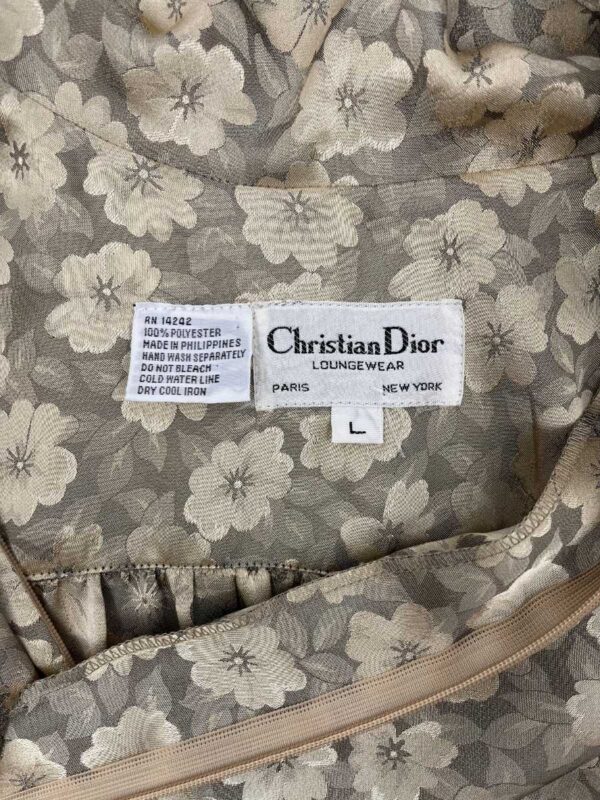 RN 14242
100% POLYESTER
MADE IN PHILIPPINES
HAND WASH SEPARATELY
DO NOT BLEACH
COLD WATER LINE
DRY COOL IRON
Christian Dior
LOUNGEWEAR
PARIS NEW YORK
L